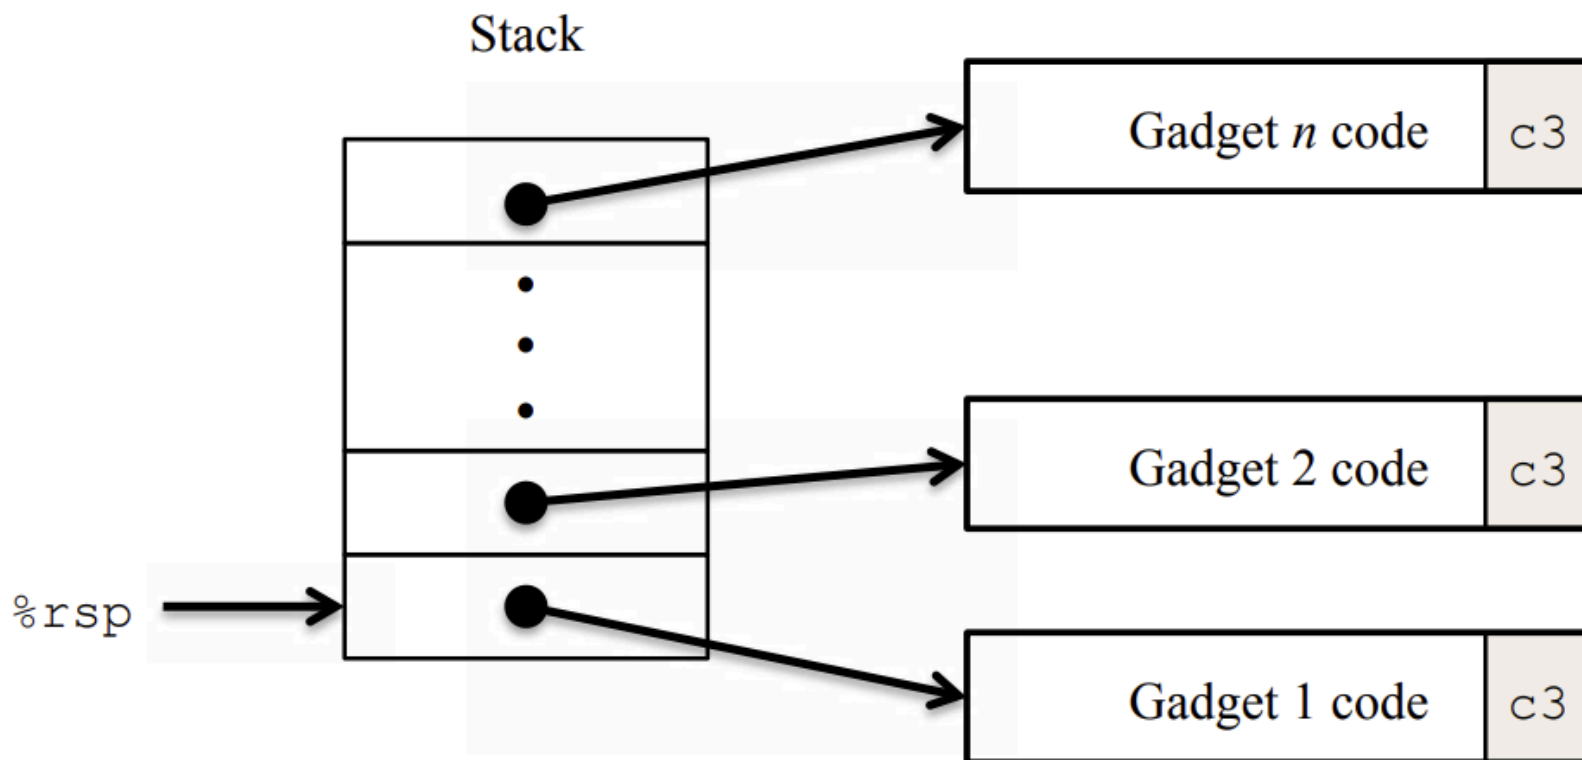 Stack
Gadget n code c3
Gadget 2 code c3
%rsp
Gadget 1 code c3